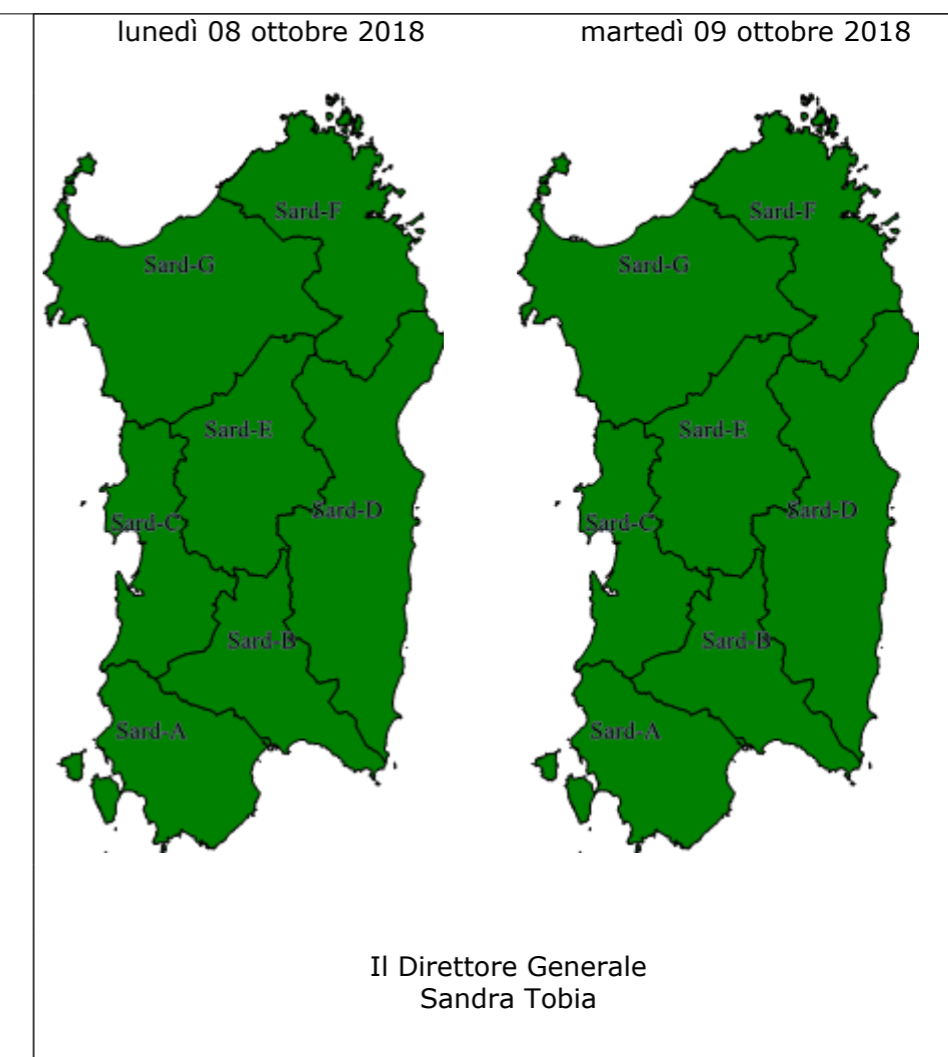 lunedì 08 ottobre 2018
martedì 09 ottobre 2018
Sard-F
Sard-G
Sard-E
Sard-D
Sard-C
Sard-B
Sard-A
Sard-F
Sard-G
Sard-E
Sard-D
Sard-C
Sard-B
Sard-A
Il Direttore Generale
Sandra Tobia